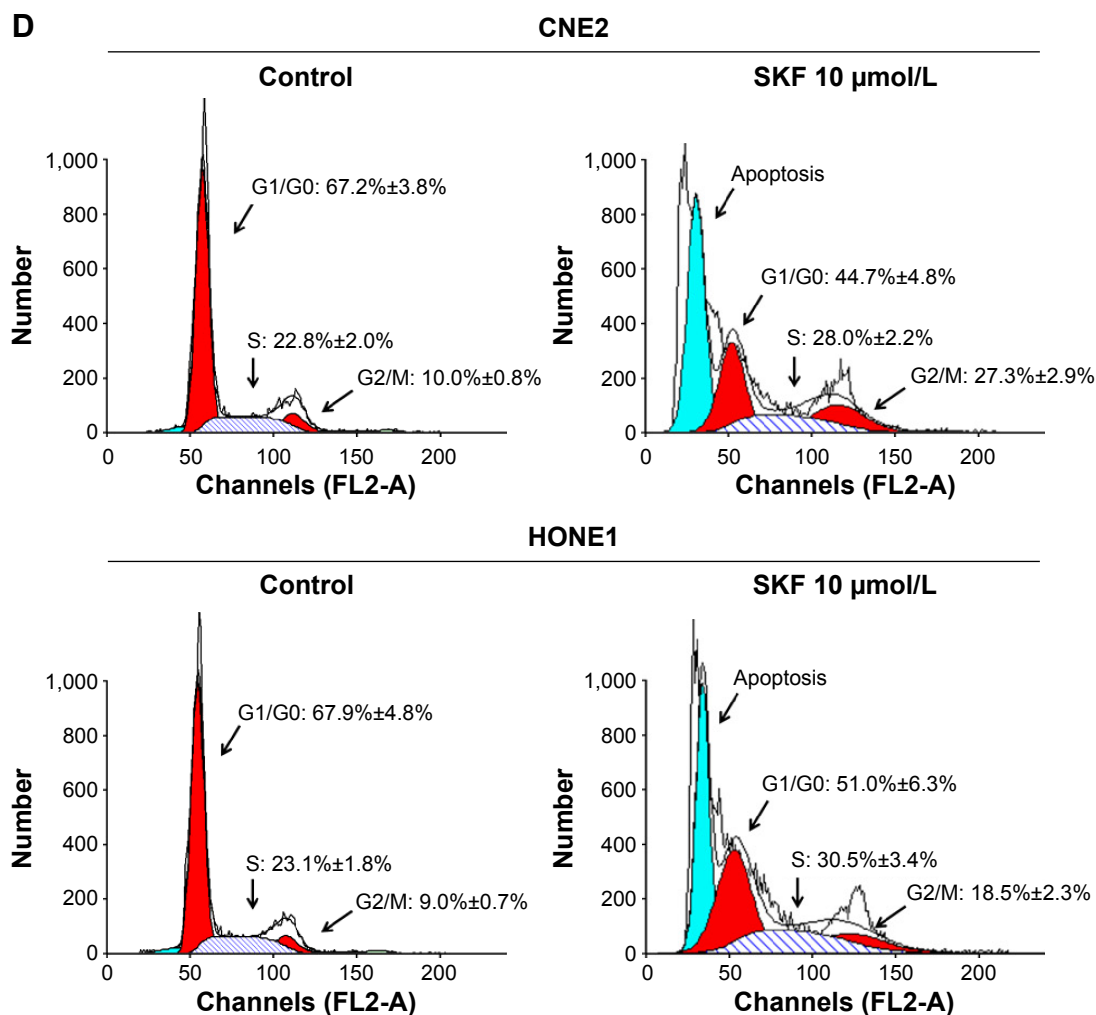 D
CNE2
Control
SKF 10 µmol/L
Number
1,000
800
600
400
200
0
G1/G0: 67.2%±3.8%
S: 22.8%±2.0%
G2/M: 10.0%±0.8%
0 50 100 150 200
Channels (FL2-A)
Number
1,000
800
600
400
200
0
Apoptosis
G1/G0: 44.7%±4.8%
S: 28.0%±2.2%
G2/M: 27.3%±2.9%
0 50 100 150 200
Channels (FL2-A)
HONE1
Control
SKF 10 µmol/L
Number
1,000
800
600
400
200
0
G1/G0: 67.9%±4.8%
S: 23.1%±1.8%
G2/M: 9.0%±0.7%
0 50 100 150 200
Channels (FL2-A)
Number
1,000
800
600
400
200
0
Apoptosis
G1/G0: 51.0%±6.3%
S: 30.5%±3.4%
G2/M: 18.5%±2.3%
0 50 100 150 200
Channels (FL2-A)